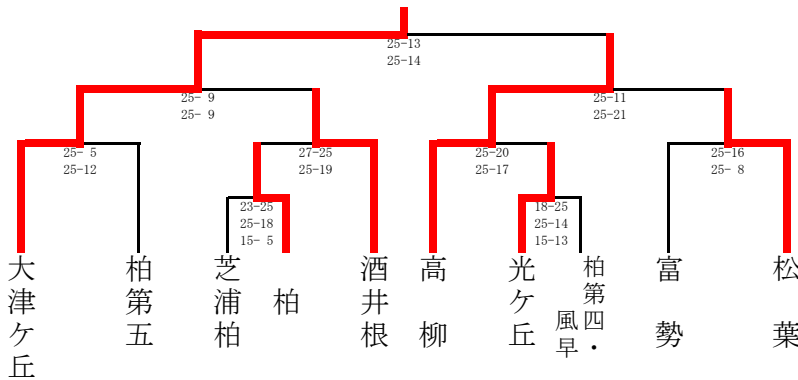 25-13
25-14
25- 9
25- 9
25-11
25-21
25- 5
25-12
27-25
25-19
25-20
25-17
25-16
25- 8
23-25
25-18
15- 5
18-25
25-14
15-13
大津ケ丘
柏第五
芝浦柏
柏
酒井根
高柳
光ケ丘
柏第四・
風早
富勢
松葉